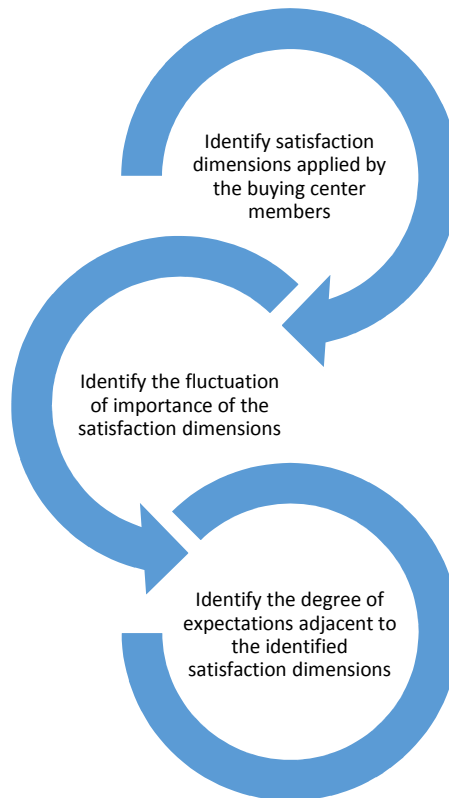 Identify satisfaction
dimensions applied by
the buying center
members
Identify the fluctuation
of importance of the
satisfaction dimensions
Identify the degree of
expectations adjacent to
the identified
satisfaction dimensions